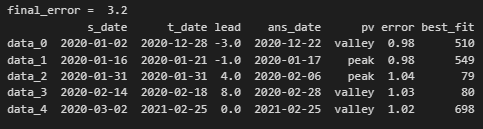 final_error =  3.2
            s_date      t_date lead    ans_date      pv error best_fit
data_0  2020-01-02  2020-12-28 -3.0  2020-12-22  valley  0.98      510
data_1  2020-01-16  2020-01-21 -1.0  2020-01-17    peak  0.98      549
data_2  2020-01-31  2020-01-31  4.0  2020-02-06    peak  1.04       79
data_3  2020-02-14  2020-02-18  8.0  2020-02-28  valley  1.03       80
data_4  2020-03-02  2021-02-25  0.0  2021-02-25  valley  1.02      698